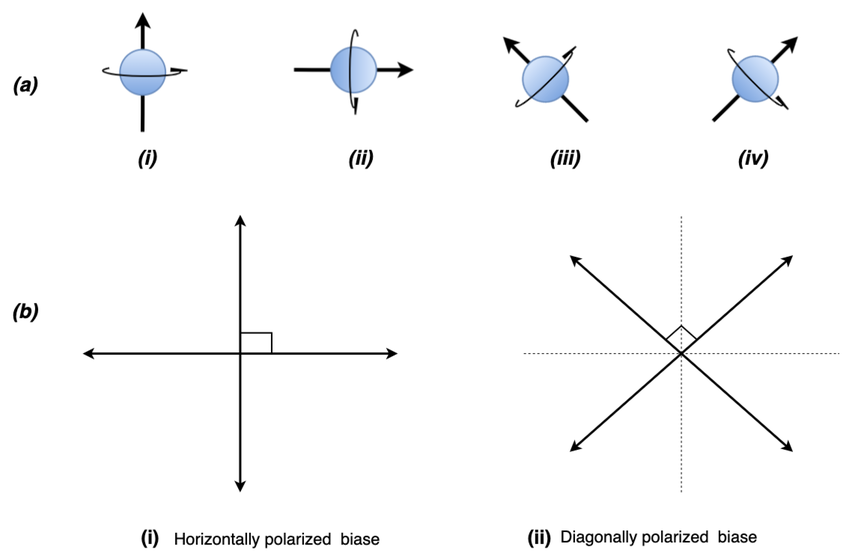 (a)
(i) (ii) (iii) (iv)
(b)
(i) Horizontally polarized biase (ii) Diagonally polarized biase